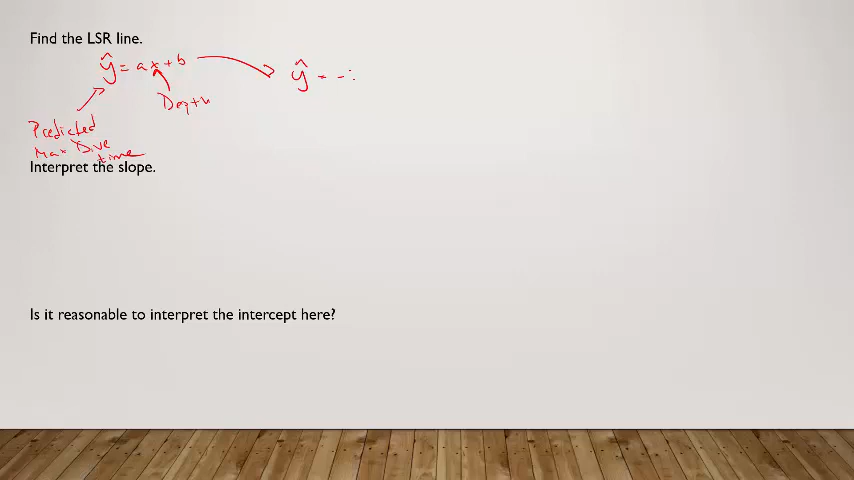 Find the LSR line.
ŷ = ax + b
ŷ = -
Depth
Predicted
Max Dive
time
Interpret the slope.
Is it reasonable to interpret the intercept here?